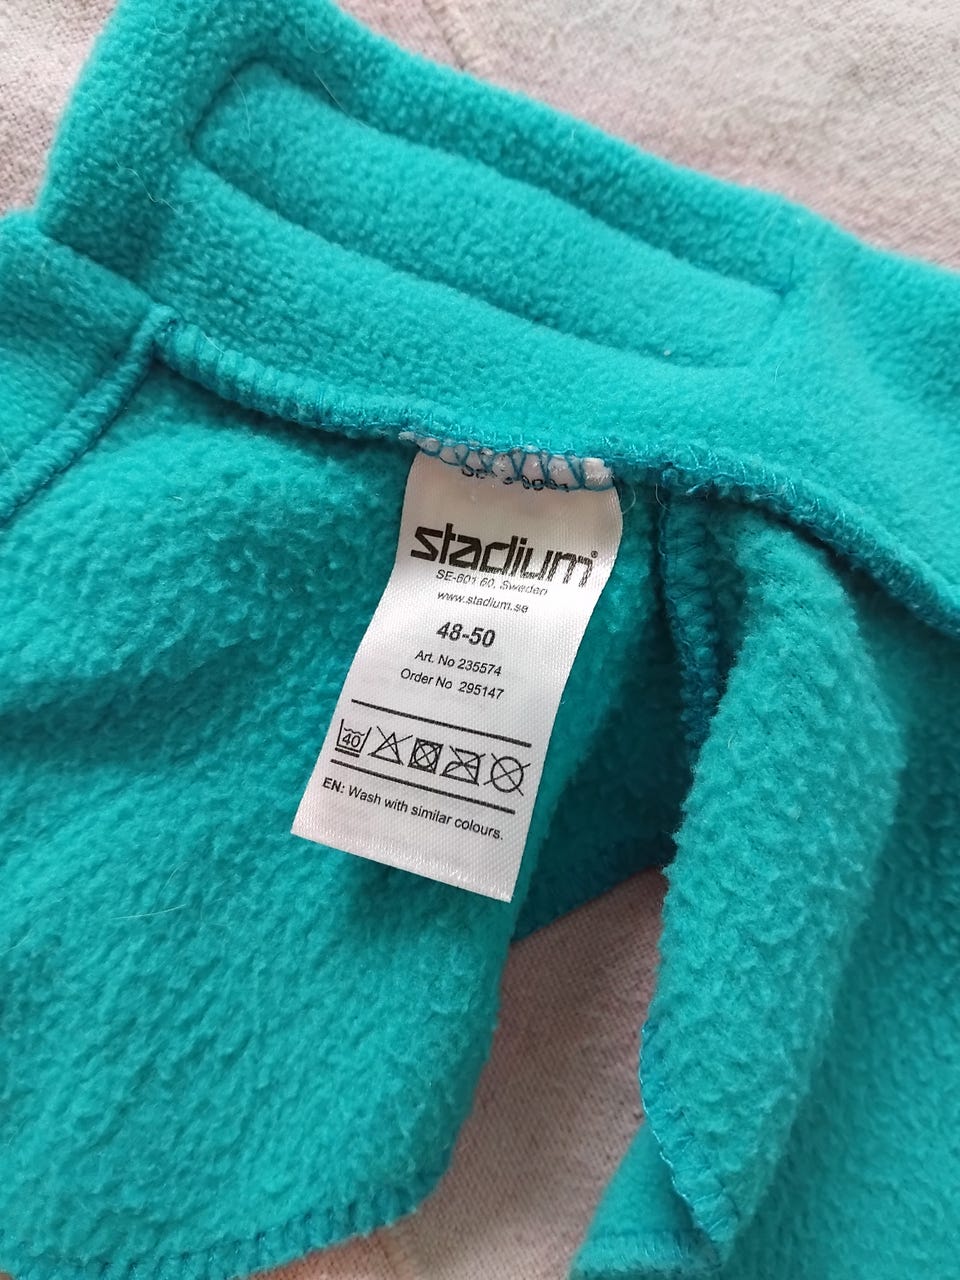 stadium®
SE-601 60, Sweden
www.stadium.se
48-50
Art. No 235574
Order No 295147
40
EN: Wash with similar colours.